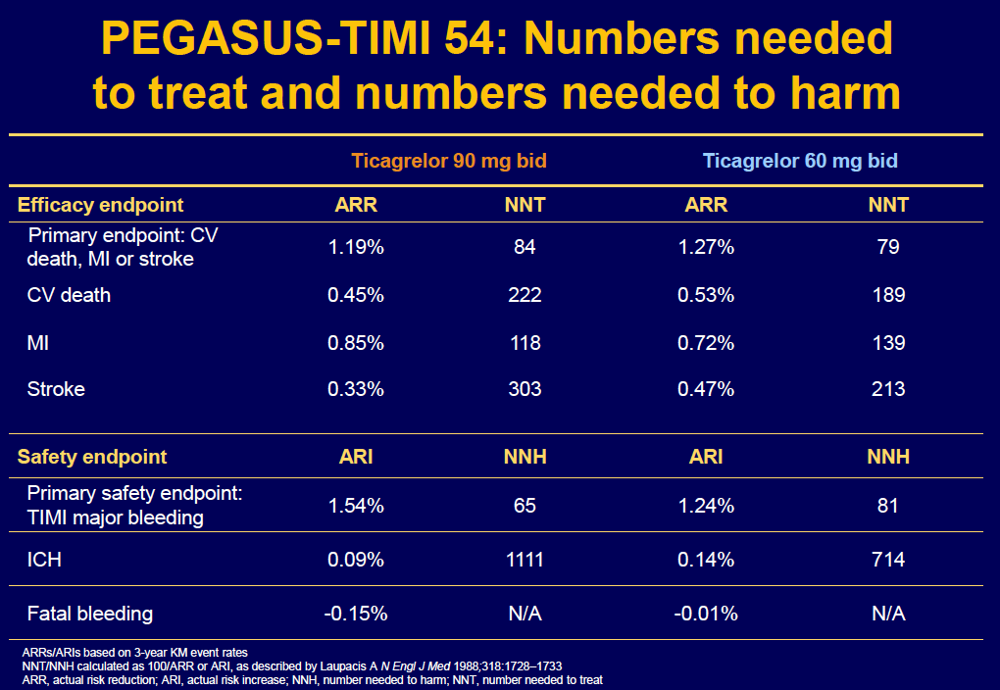 PEGASUS-TIMI 54: Numbers needed
to treat and numbers needed to harm
Ticagrelor 90 mg bid Ticagrelor 60 mg bid
Efficacy endpoint ARR NNT ARR NNT
Primary endpoint: CV
death, MI or stroke 1.19% 84 1.27% 79
CV death 0.45% 222 0.53% 189
MI 0.85% 118 0.72% 139
Stroke 0.33% 303 0.47% 213
Safety endpoint ARI NNH ARI NNH
Primary safety endpoint:
TIMI major bleeding 1.54% 65 1.24% 81
ICH 0.09% 1111 0.14% 714
Fatal bleeding -0.15% N/A -0.01% N/A
ARRs/ARIs based on 3-year KM event rates
NNT/NNH calculated as 100/ARR or ARI, as described by Laupacis A N Engl J Med 1988;318:1728–1733
ARR, actual risk reduction; ARI, actual risk increase; NNH, number needed to harm; NNT, number needed to treat